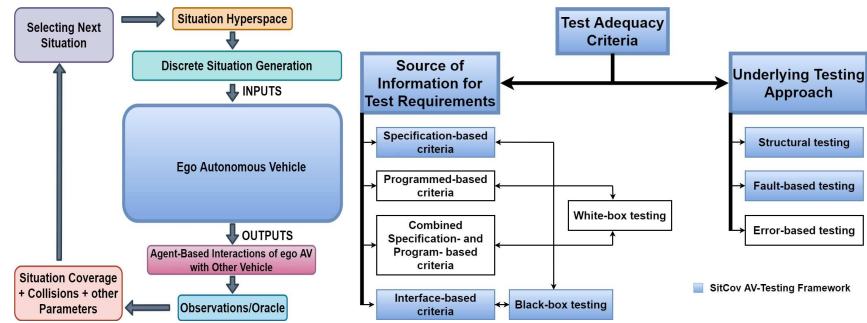 Selecting Next
Situation
Situation Hyperspace
Discrete Situation Generation
INPUTS
Ego Autonomous Vehicle
OUTPUTS
Agent-Based Interactions of ego AV
with Other Vehicle
Observations/Oracle
Situation Coverage
+ Collisions + other
Parameters
Test Adequacy
Criteria
Source of
Information for
Test Requirements
Specification-based
criteria
Programmed-based
criteria
Combined
Specification- and
Program- based
criteria
Interface-based
criteria
White-box testing
Black-box testing
Underlying Testing
Approach
Structural testing
Fault-based testing
Error-based testing
SitCov AV-Testing Framework